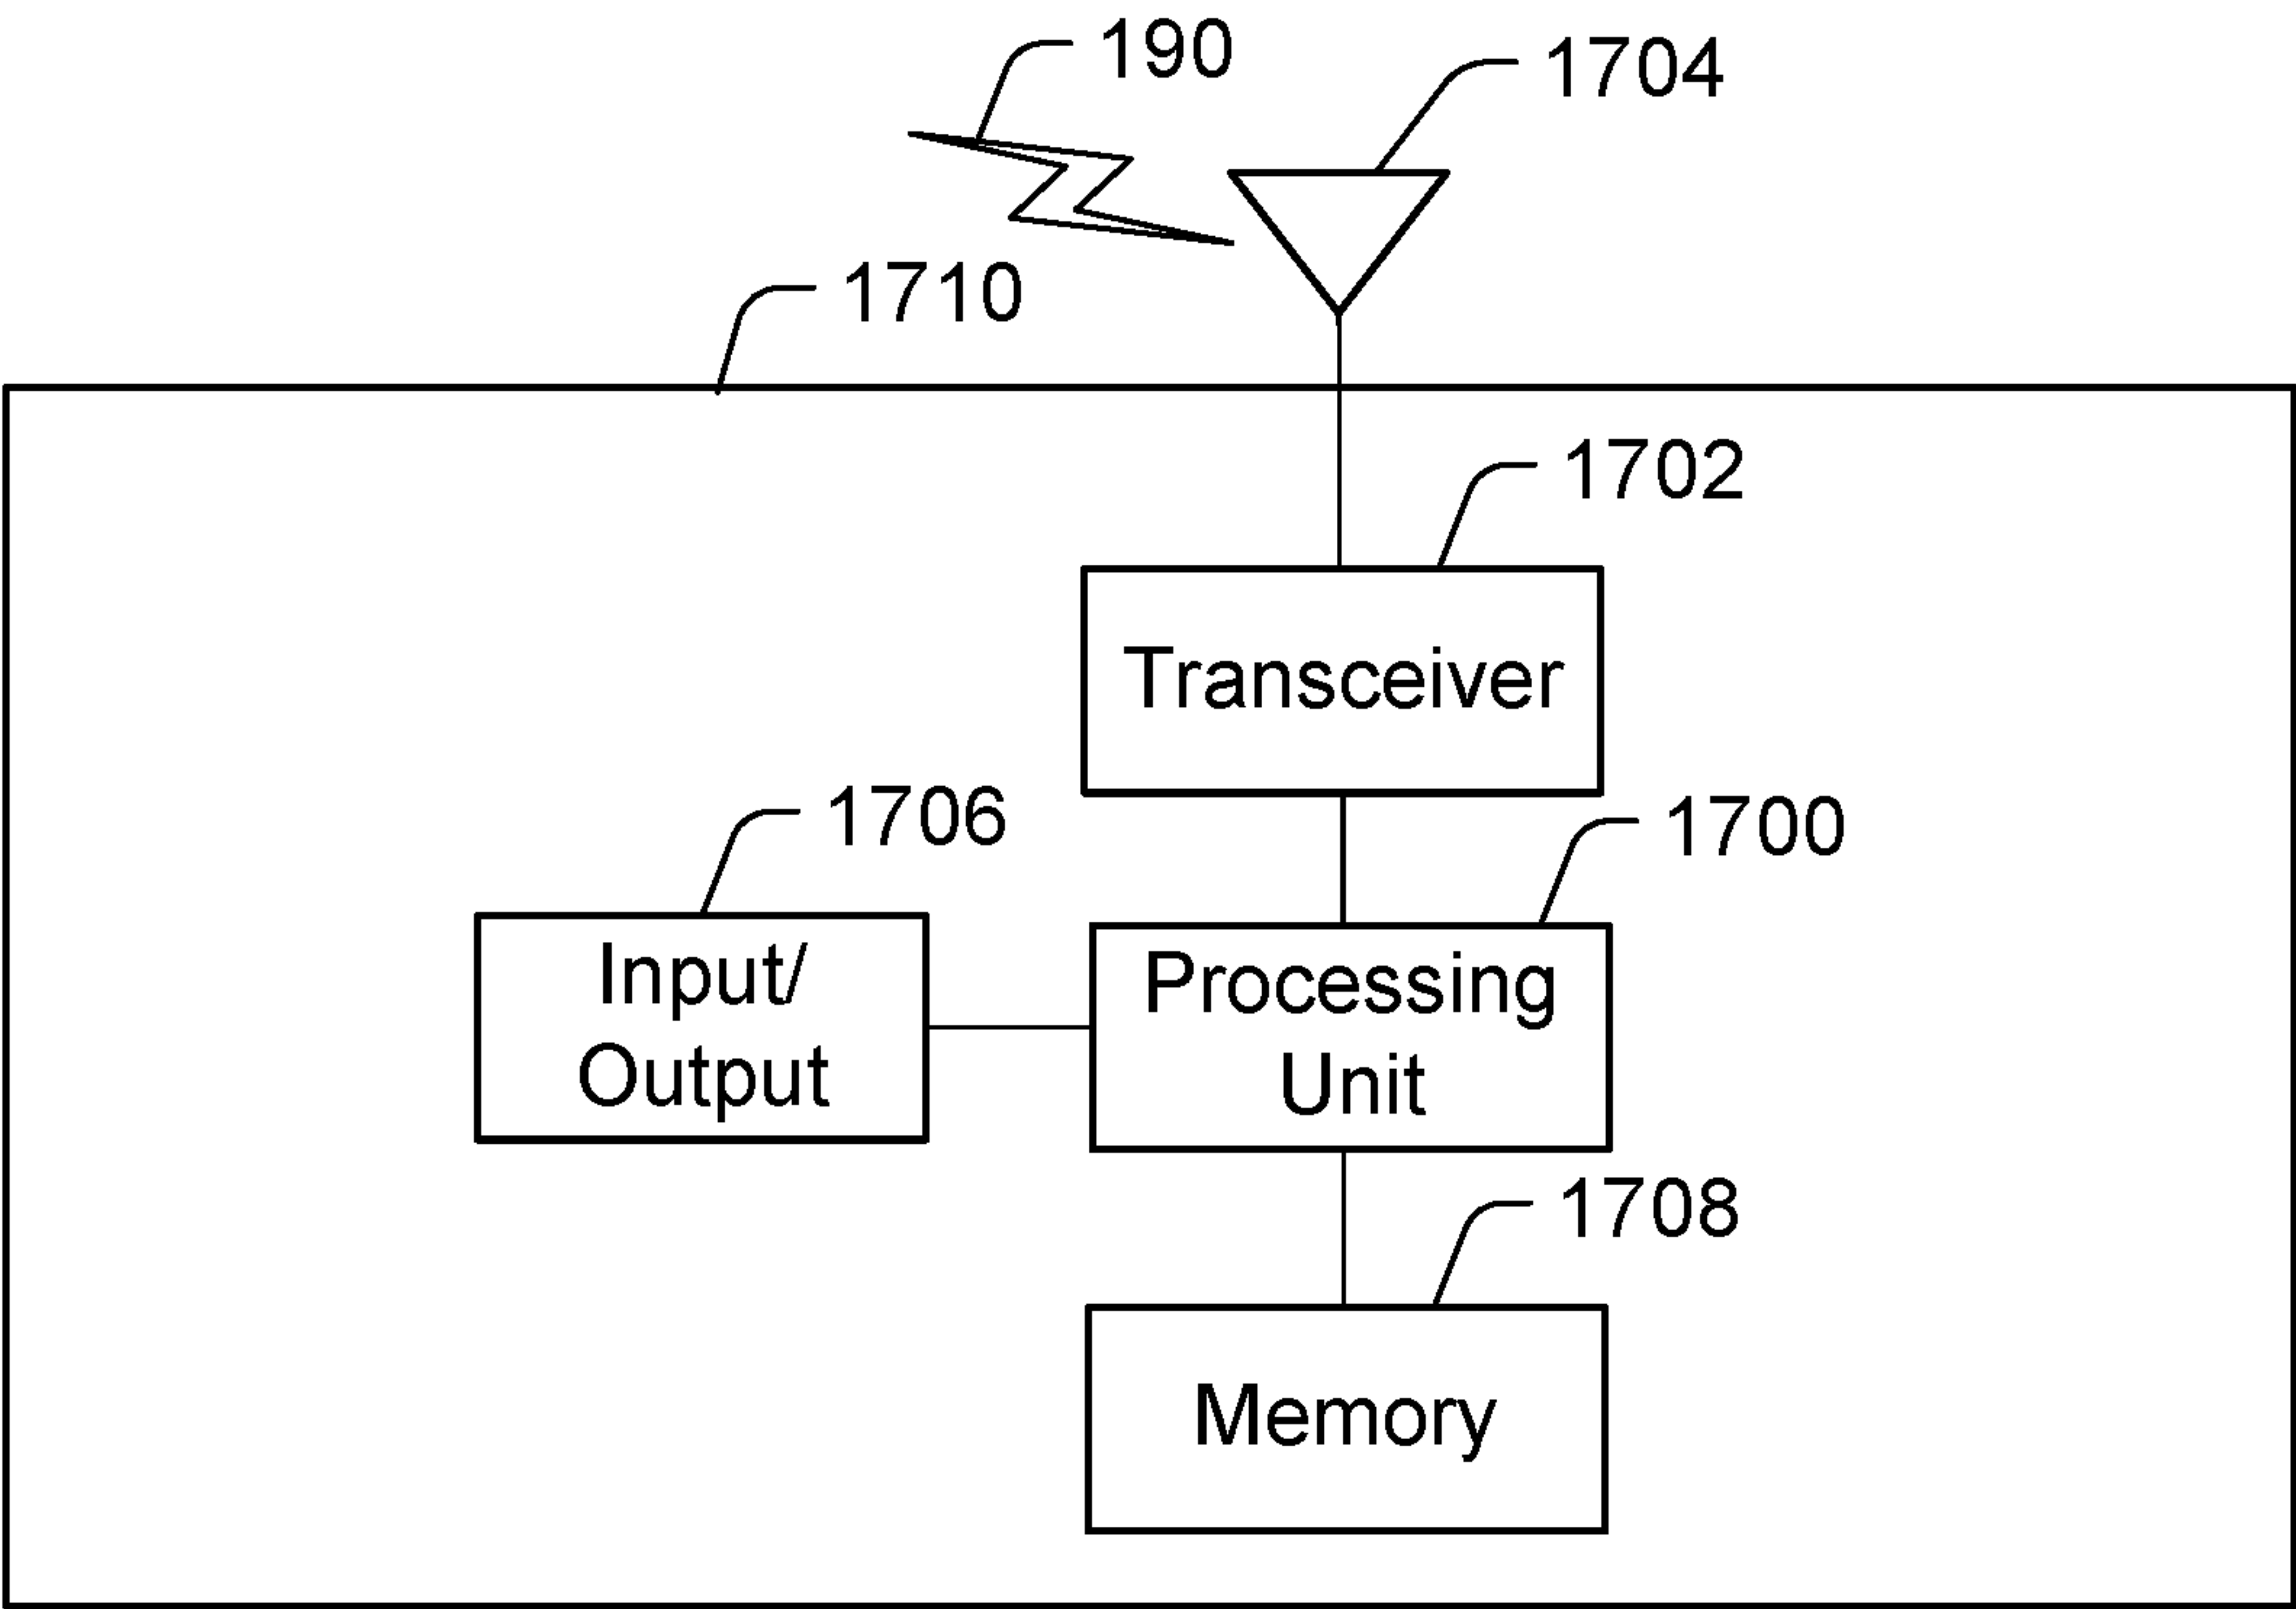 190
1704
1710
1702
Transceiver
1706
1700
Input/
Output
Processing
Unit
1708
Memory